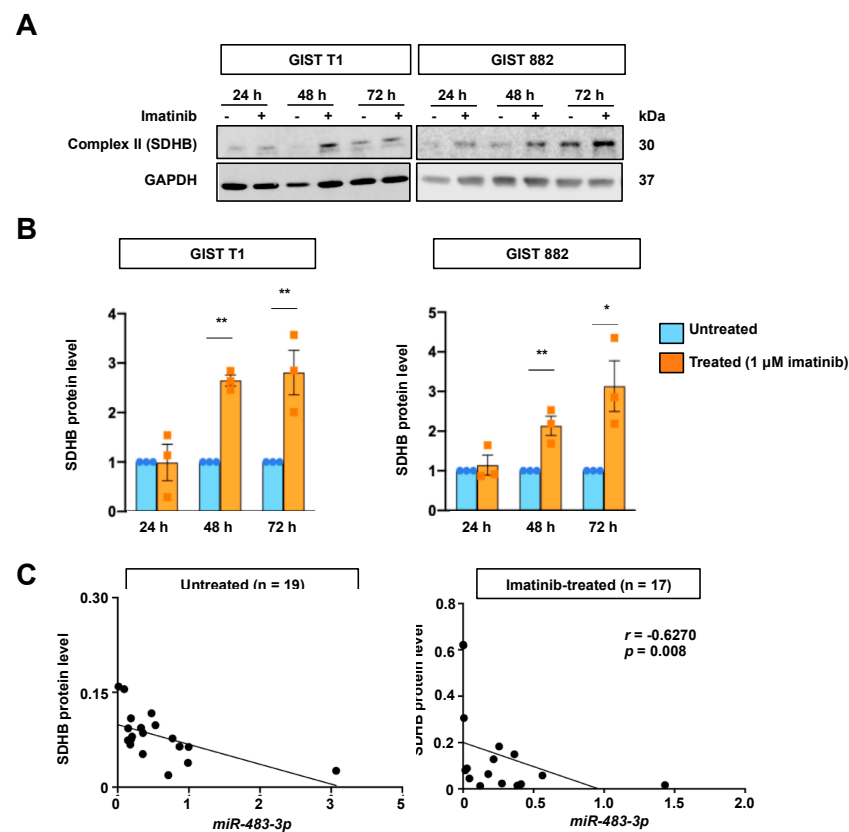 A
GIST T1 GIST 882
24 h 48 h 72 h 24 h 48 h 72 h
Imatinib - + - + - + - + - + - + kDa
Complex II (SDHB) 30
GAPDH 37
B
GIST T1 GIST 882
SDHB protein level
4
3
2
1
0
** **
24 h 48 h 72 h
SDHB protein level
5
4
3
2
1
0
** *
24 h 48 h 72 h
Untreated
Treated (1 µM imatinib)
C
Untreated (n = 19)
SDHB protein level
0.30
0.15
0
0 1 2 3 4 5
miR-483-3p
Imatinib-treated (n = 17)
r = -0.6270
p = 0.008
SDHB protein level
0.8
0.6
0.4
0.2
0
0 0.5 1.0 1.5 2.0
miR-483-3p